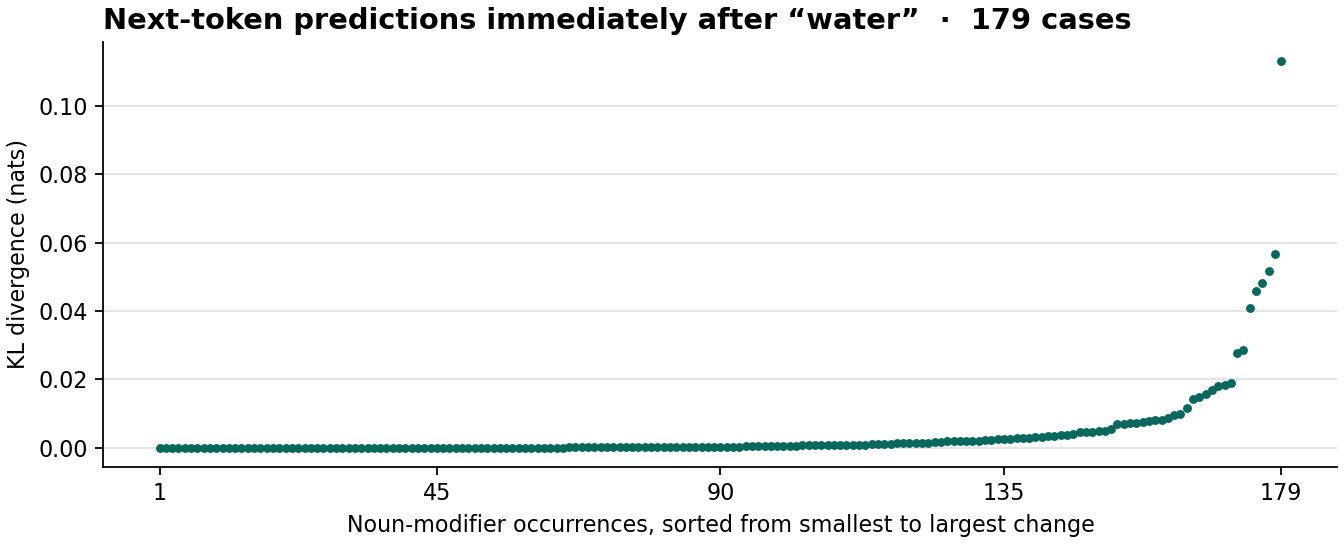 Next-token predictions immediately after “water” · 179 cases
KL divergence (nats)
0.10
0.08
0.06
0.04
0.02
0.00
1 45 90 135 179
Noun-modifier occurrences, sorted from smallest to largest change